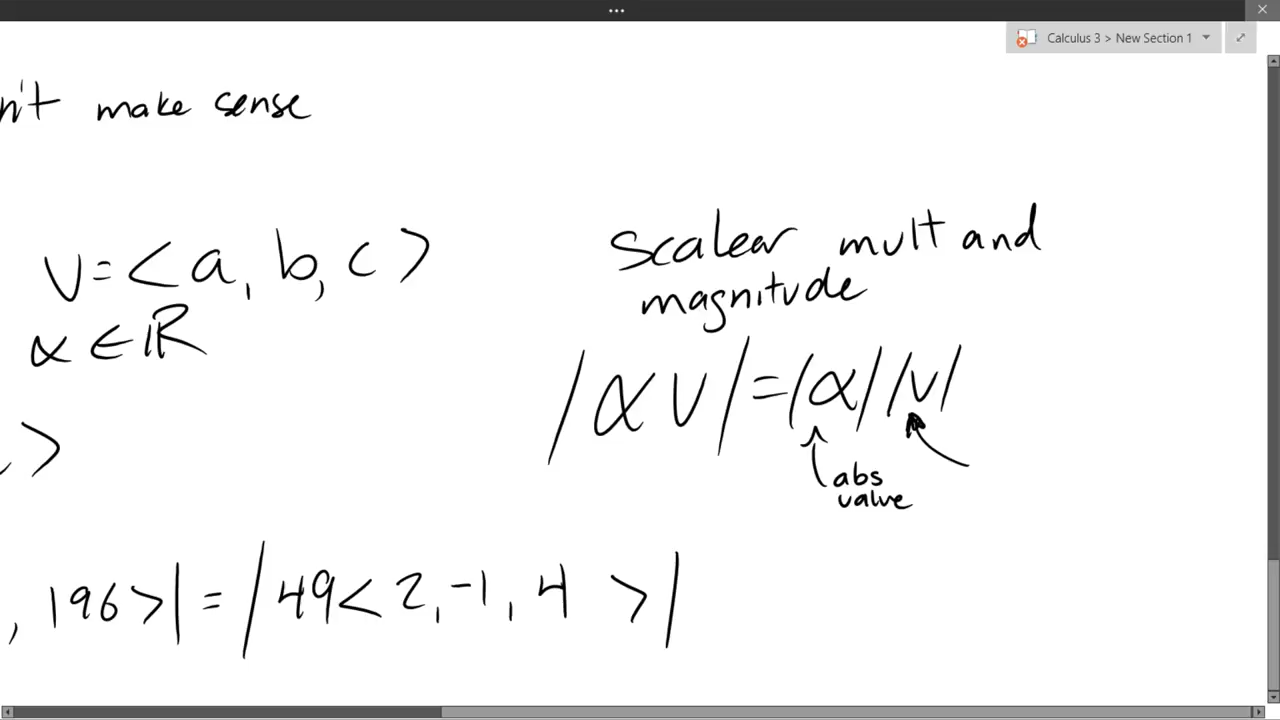 Calculus 3 > New Section 1
n't make sense
v = < a, b, c >
α ∈ ℝ
Scalear mult and
magnitude
|αv| = |α| |v|
>
abs
value
, 196>| = |49< 2, -1, 4 >|